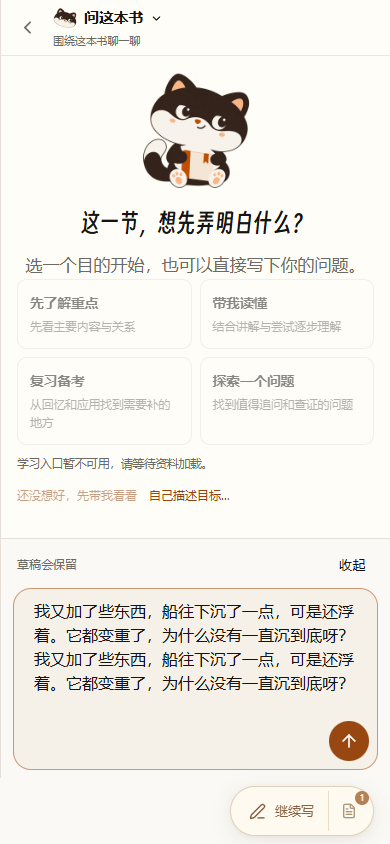 问这本书
围绕这本书聊一聊
这一节，想先弄明白什么？
选一个目的开始，也可以直接写下你的问题。
先了解重点
先看主要内容与关系
带我读懂
结合讲解与尝试逐步理解
复习备考
从回忆和应用找到需要补的
地方
探索一个问题
找到值得追问和查证的问题
学习入口暂不可用，请等待资料加载。
还没想好，先带我看看
自己描述目标...
草稿会保留
收起
我又加了些东西，船往下沉了一点，可是还浮
着。它都变重了，为什么没有一直沉到底呀？
我又加了些东西，船往下沉了一点，可是还浮
着。它都变重了，为什么没有一直沉到底呀？
继续写
1